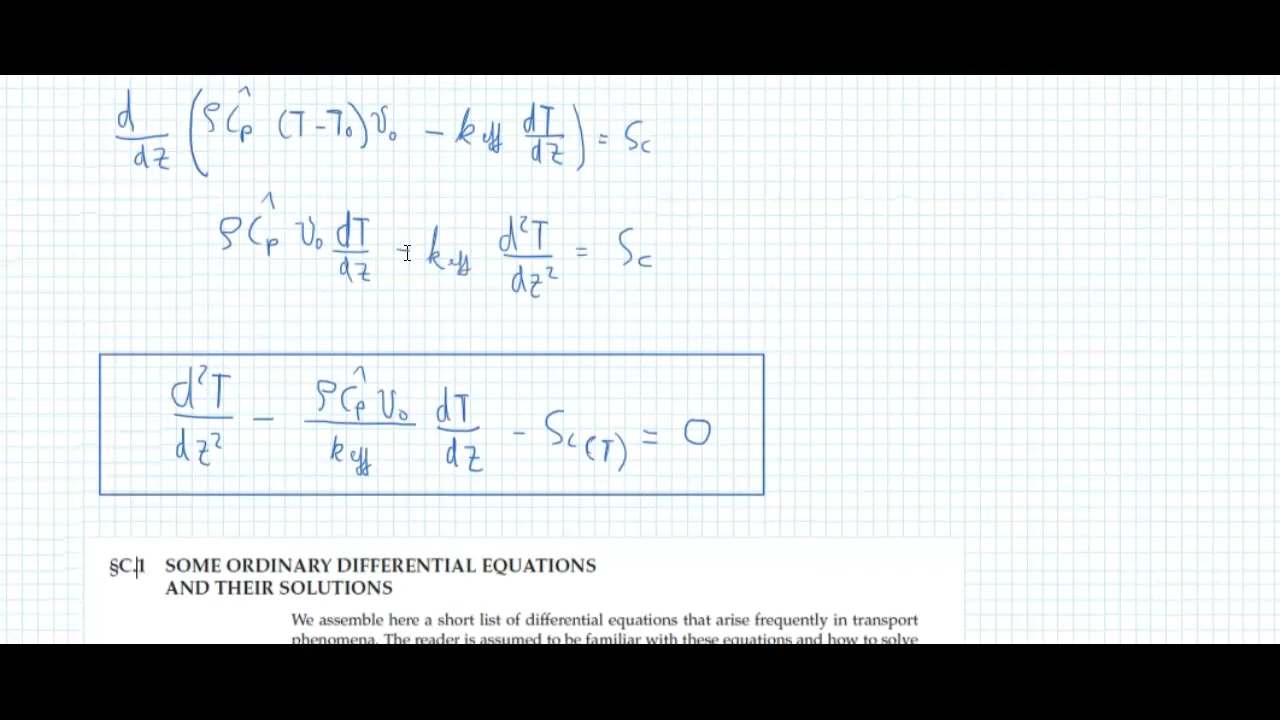 d/dz (ρĈp (T − T₀)v₀ − keff dT/dz) = Sc
ρĈp v₀ dT/dz − keff d²T/dz² = Sc
d²T/dz² − ρĈp v₀/keff dT/dz − Sc(T) = 0
§C.1 SOME ORDINARY DIFFERENTIAL EQUATIONS
AND THEIR SOLUTIONS
We assemble here a short list of differential equations that arise frequently in transport
phenomena. The reader is assumed to be familiar with these equations and how to solve